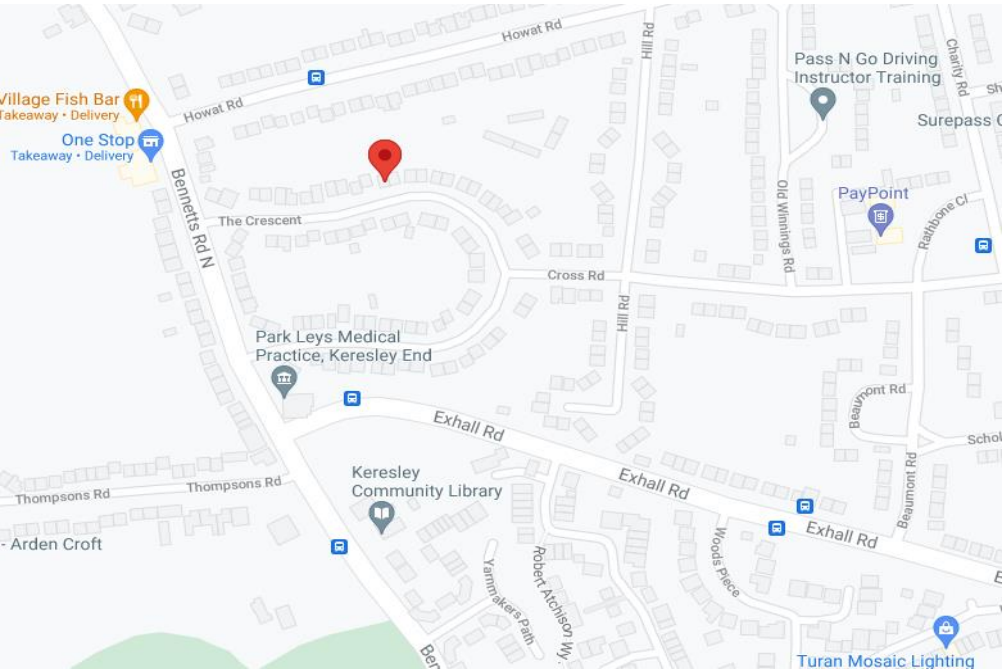 Howat Rd
Hill Rd
Charity Rd
Pass N Go Driving
Instructor Training
Village Fish Bar
Takeaway • Delivery
Howat Rd
Surepass
One Stop
Takeaway • Delivery
Bennetts Rd N
The Crescent
Old Winnings Rd
PayPoint
Rathbone Cl
Cross Rd
Hill Rd
Park Leys Medical
Practice, Keresley End
Beaumont Rd
Exhall Rd
Keresley
Community Library
Thompsons Rd
Thompsons Rd
Exhall Rd
Beaumont Rd
Exhall Rd
- Arden Croft
Woods Piece
Yarnmakers Path
Robert Atchison Wy
Turan Mosaic Lighting